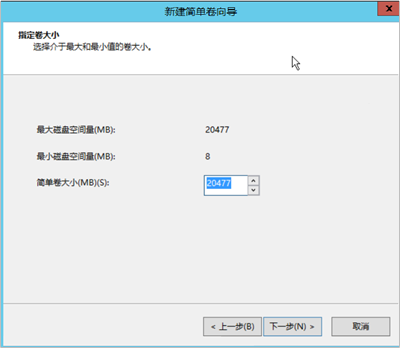 新建简单卷向导
x
指定卷大小
选择介于最大和最小值的卷大小。
最大磁盘空间量(MB): 20477
最小磁盘空间量(MB): 8
简单卷大小(MB)(S): 20477
< 上一步(B) 下一步(N) > 取消